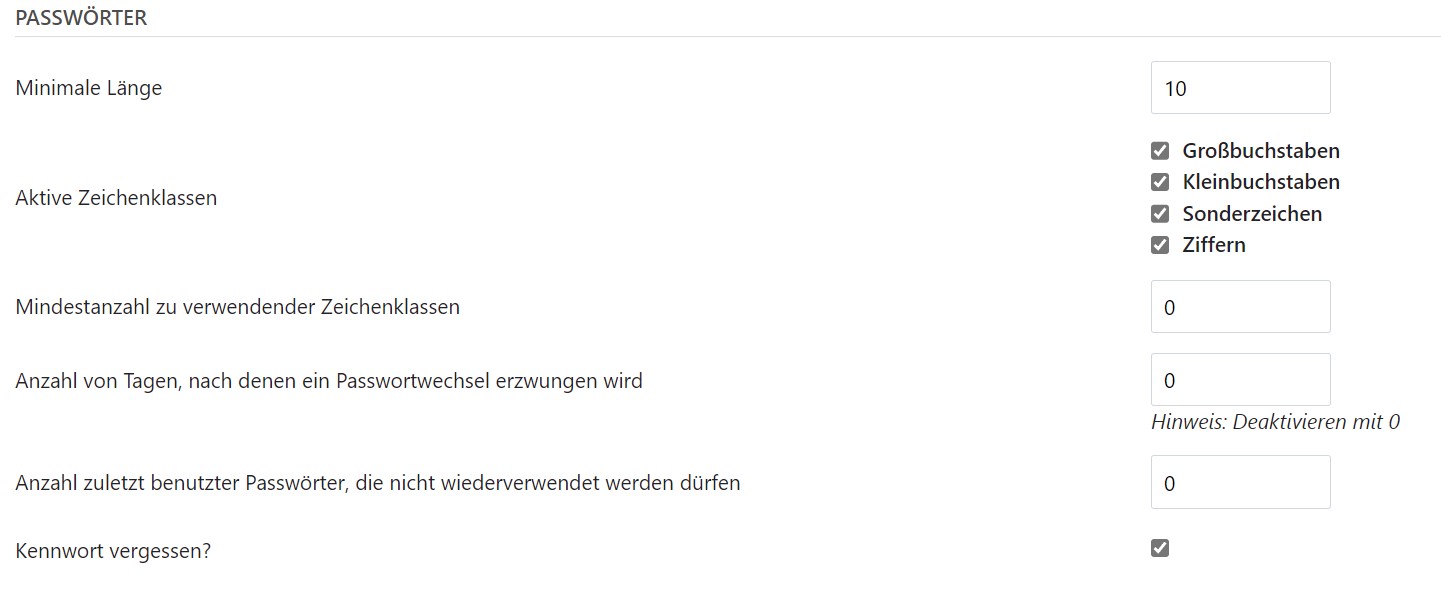 PASSWÖRTER
Minimale Länge
10
Aktive Zeichenklassen
Großbuchstaben
Kleinbuchstaben
Sonderzeichen
Ziffern
Mindestanzahl zu verwendender Zeichenklassen
0
Anzahl von Tagen, nach denen ein Passwortwechsel erzwungen wird
0
Hinweis: Deaktivieren mit 0
Anzahl zuletzt benutzter Passwörter, die nicht wiederverwendet werden dürfen
0
Kennwort vergessen?